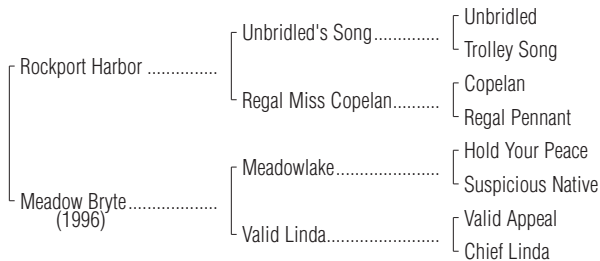 Unbridled
Unbridled's Song..............
Trolley Song
Rockport Harbor ...............
Copelan
Regal Miss Copelan..........
Regal Pennant
Hold Your Peace
Meadowlake......................
Suspicious Native
Meadow Bryte...................
(1996)
Valid Appeal
Valid Linda........................
Chief Linda